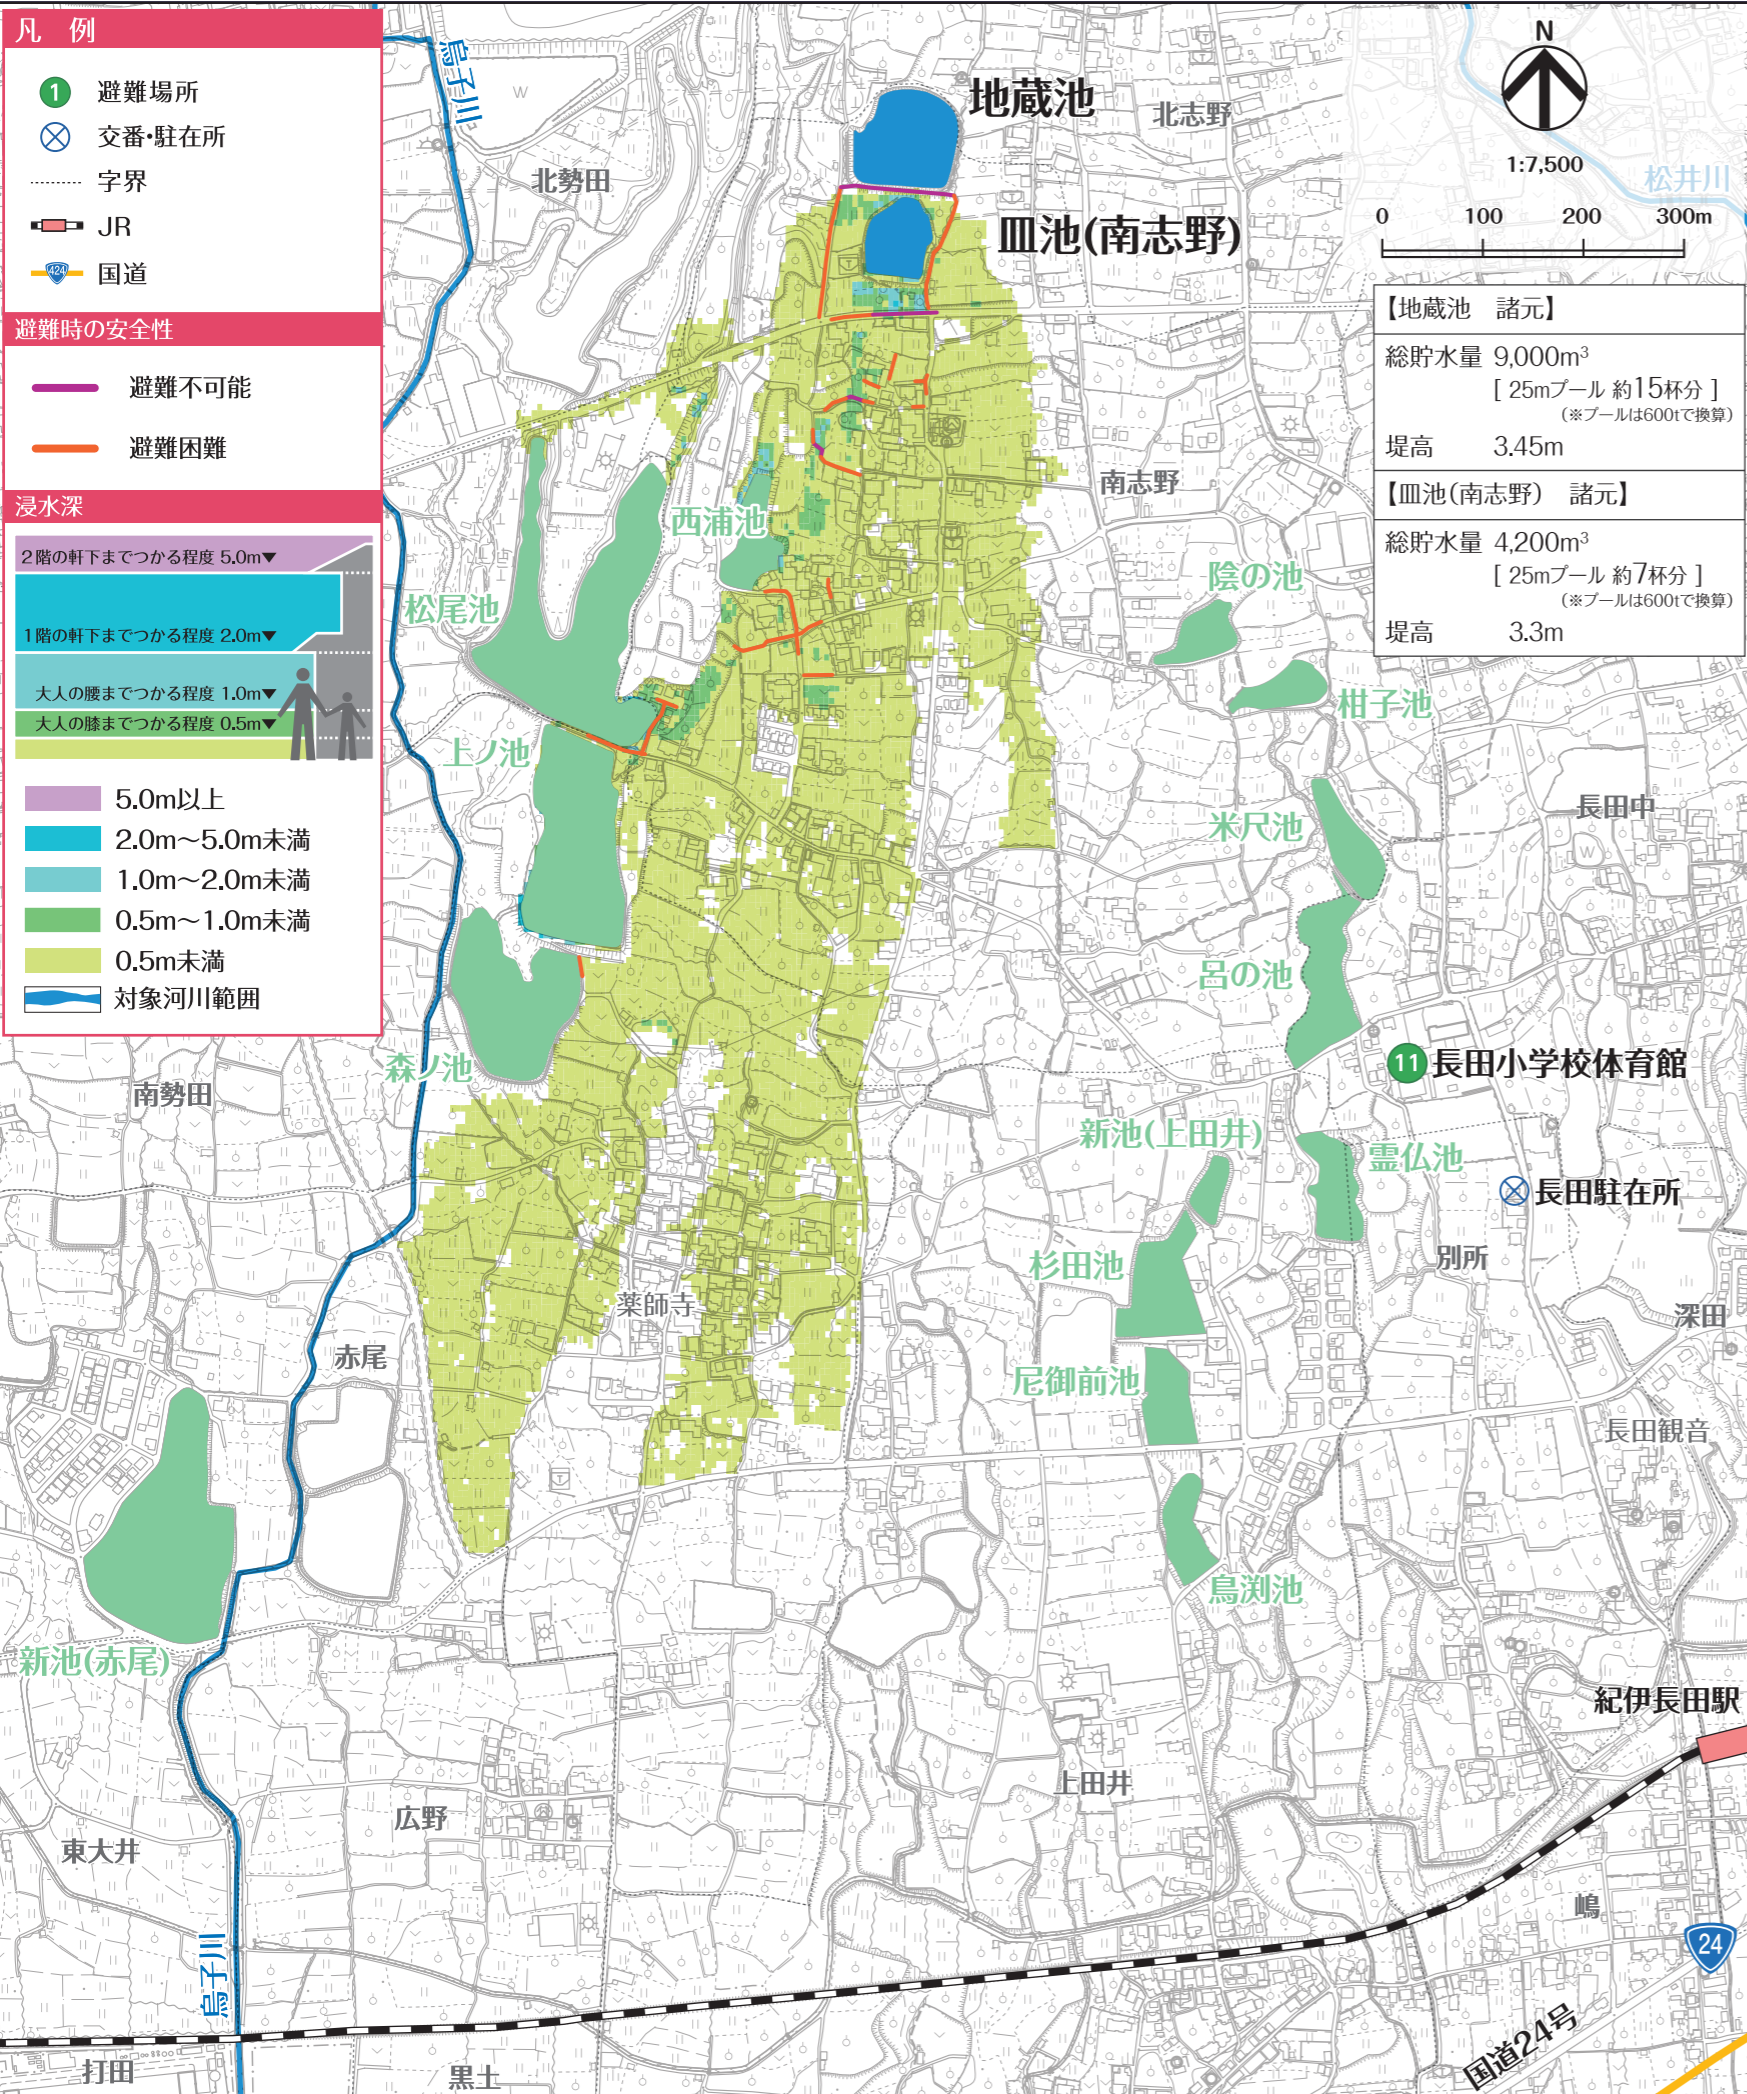 凡 例
1 避難場所
交番・駐在所
字界
JR
424 国道
避難時の安全性
避難不可能
避難困難
浸水深
2階の軒下までつかる程度 5.0m▼
1階の軒下までつかる程度 2.0m▼
大人の腰までつかる程度 1.0m▼
大人の膝までつかる程度 0.5m▼
5.0m以上
2.0m～5.0m未満
1.0m～2.0m未満
0.5m～1.0m未満
0.5m未満
対象河川範囲
N
1:7,500
0 100 200 300m
松井川
【地蔵池 諸元】
総貯水量 9,000m³
[ 25mプール 約15杯分 ]
(※プールは600tで換算)
堤高 3.45m
【皿池(南志野) 諸元】
総貯水量 4,200m³
[ 25mプール 約7杯分 ]
(※プールは600tで換算)
堤高 3.3m
烏子川
地蔵池
北志野
北勢田
皿池(南志野)
南志野
西浦池
陰の池
松尾池
柑子池
上ノ池
米尺池
長田中
呂の池
森ノ池
11 長田小学校体育館
南勢田
新池(上田井)
霊仏池
長田駐在所
杉田池
別所
薬師寺
深田
赤尾
尼御前池
長田観音
鳥渕池
新池(赤尾)
紀伊長田駅
上田井
広野
東大井
嶋
24
烏子川
国道24号
打田
黒土